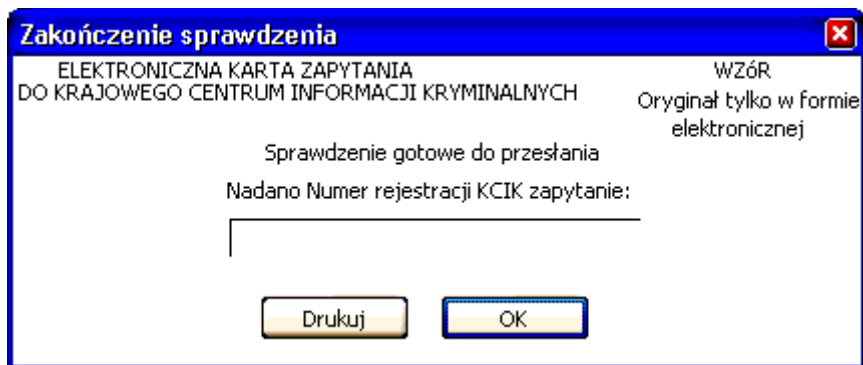 Zakończenie sprawdzenia
ELEKTRONICZNA KARTA ZAPYTANIA
DO KRAJOWEGO CENTRUM INFORMACJI KRYMINALNYCH
WZóR
Oryginał tylko w formie
elektronicznej
Sprawdzenie gotowe do przesłania
Nadano Numer rejestracji KCIK zapytanie:
Drukuj
OK